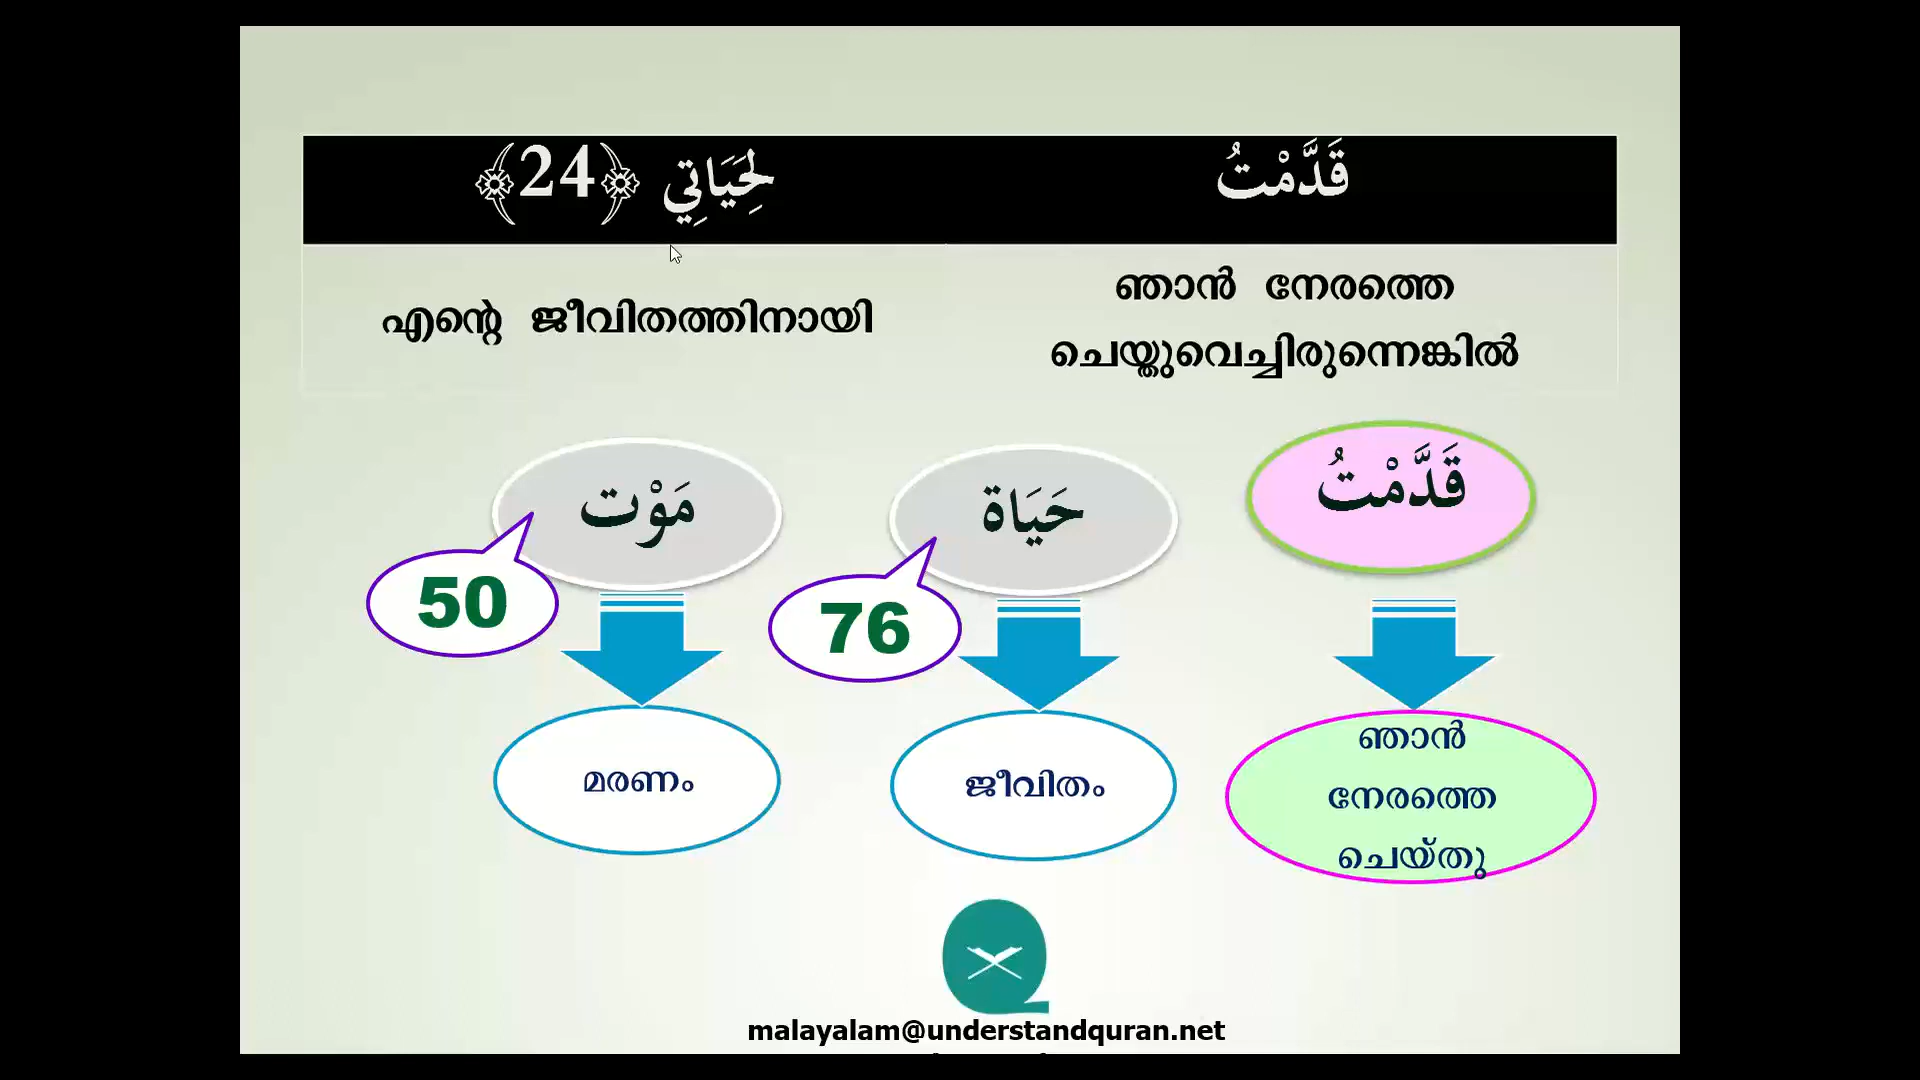 قَدَّمْتُ
لِحَيَاتِي ﴿24﴾
ഞാൻ നേരത്തെ
ചെയ്തുവെച്ചിരുന്നെങ്കിൽ
എന്റെ ജീവിതത്തിനായി
قَدَّمْتُ
حَيَاة
مَوْت
76
50
ഞാൻ
നേരത്തെ
ചെയ്തു
ജീവിതം
മരണം
malayalam@understandquran.net